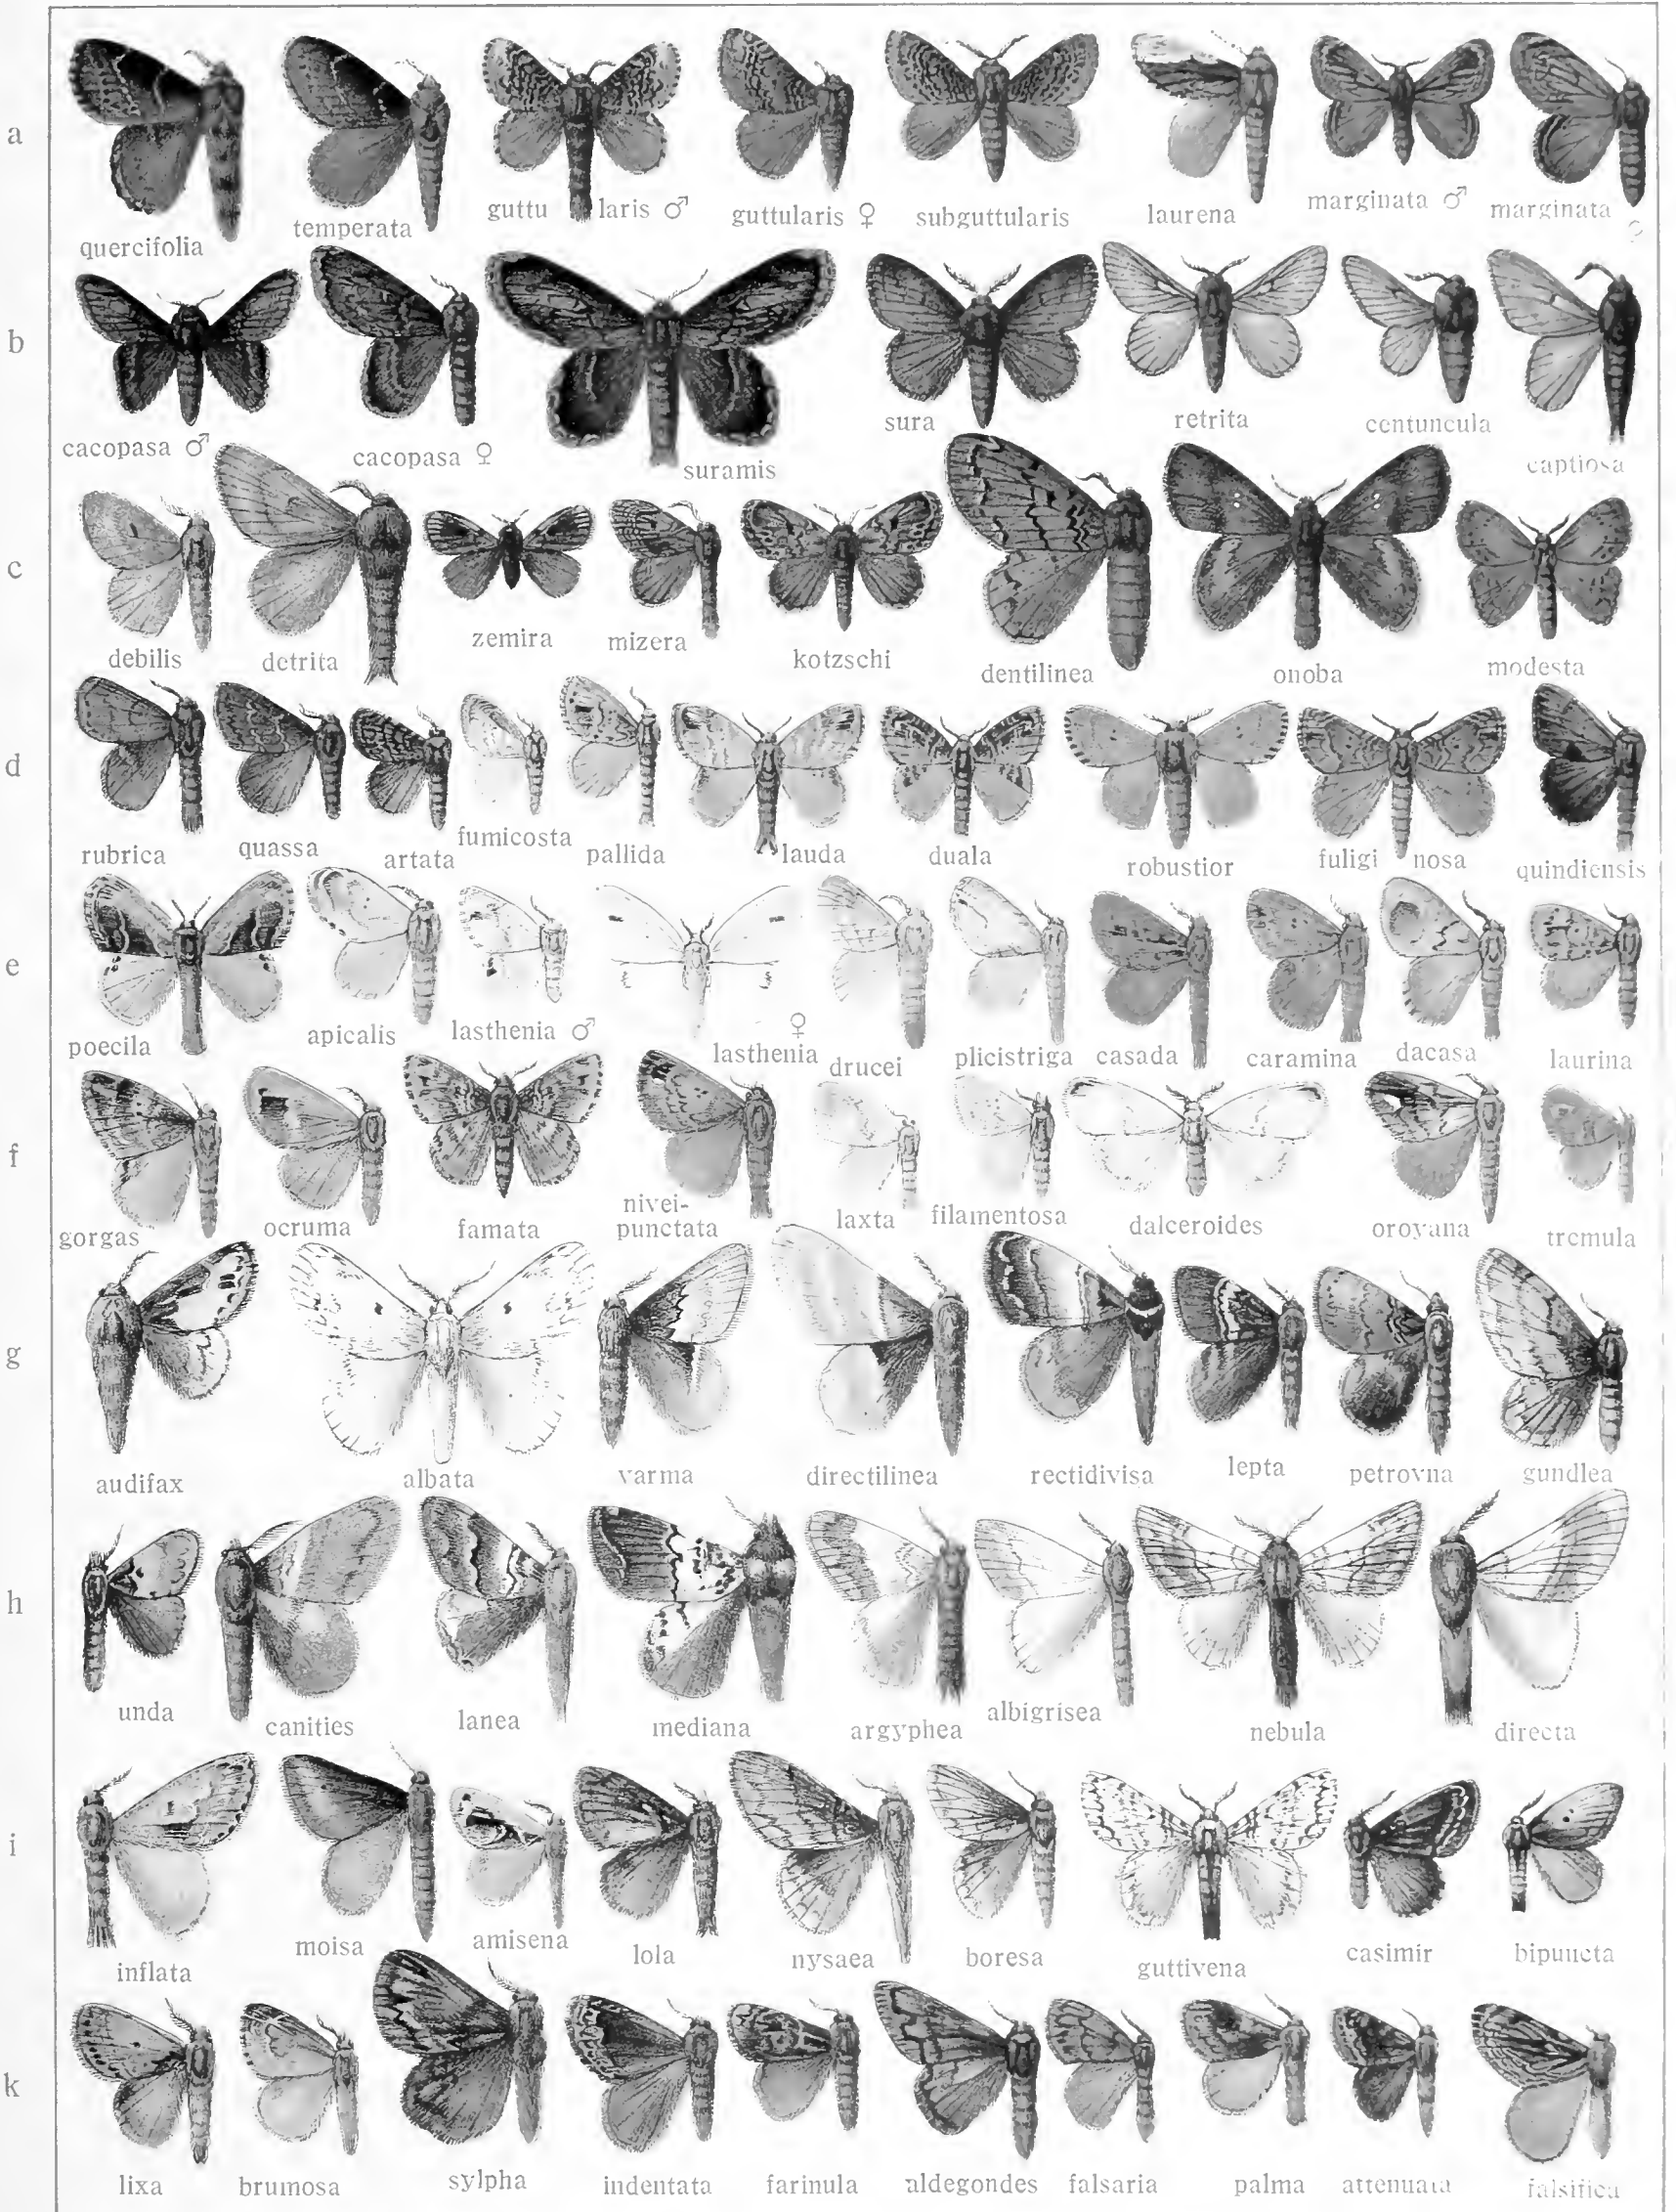 a
quercifolia
temperata
guttu laris ♂
guttularis ♀
subguttularis
laurena
marginata ♂
marginata ♀
b
cacopasa ♂
cacopasa ♀
suramis
sura
retrita
centuncula
captiosa
c
debilis
detrita
zemira
mizera
kotzschi
dentilinea
onoba
modesta
d
rubrica
quassa
artata
fumicosta
pallida
lauda
duala
robustior
fuligi nosa
quindiensis
e
poecila
apicalis
lasthenia ♂
♀
lasthenia
drucei
plicistriga
casada
caramina
dacasa
laurina
f
gorgas
ocruma
famata
nivei-
punctata
laxta
filamentosa
dalceroides
oroyana
tremula
g
audifax
albata
varma
directilinea
rectidivisa
lepta
petrovna
gundlea
h
unda
canities
lanea
mediana
argyphea
albigrisea
nebula
directa
i
inflata
moisa
amisena
lola
nysaea
boresa
guttivena
casimir
bipuncta
k
lixa
brumosa
sylpha
indentata
farinula
aldegondes
falsaria
palma
attenuata
falsifica